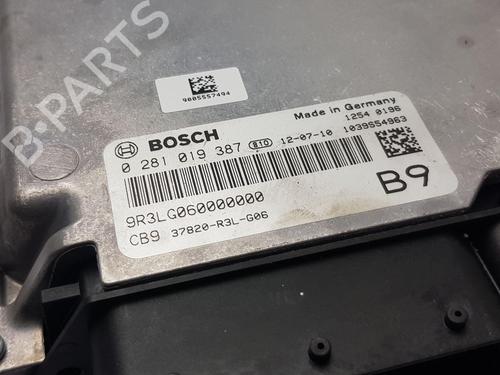 B-PARTS
9005557494
BOSCH
Made in Germany
0 281 019 387 010 12-07-10
1254 0196
1039S54963
9R3LG060000000
CB9 37820-R3L-G06
B9